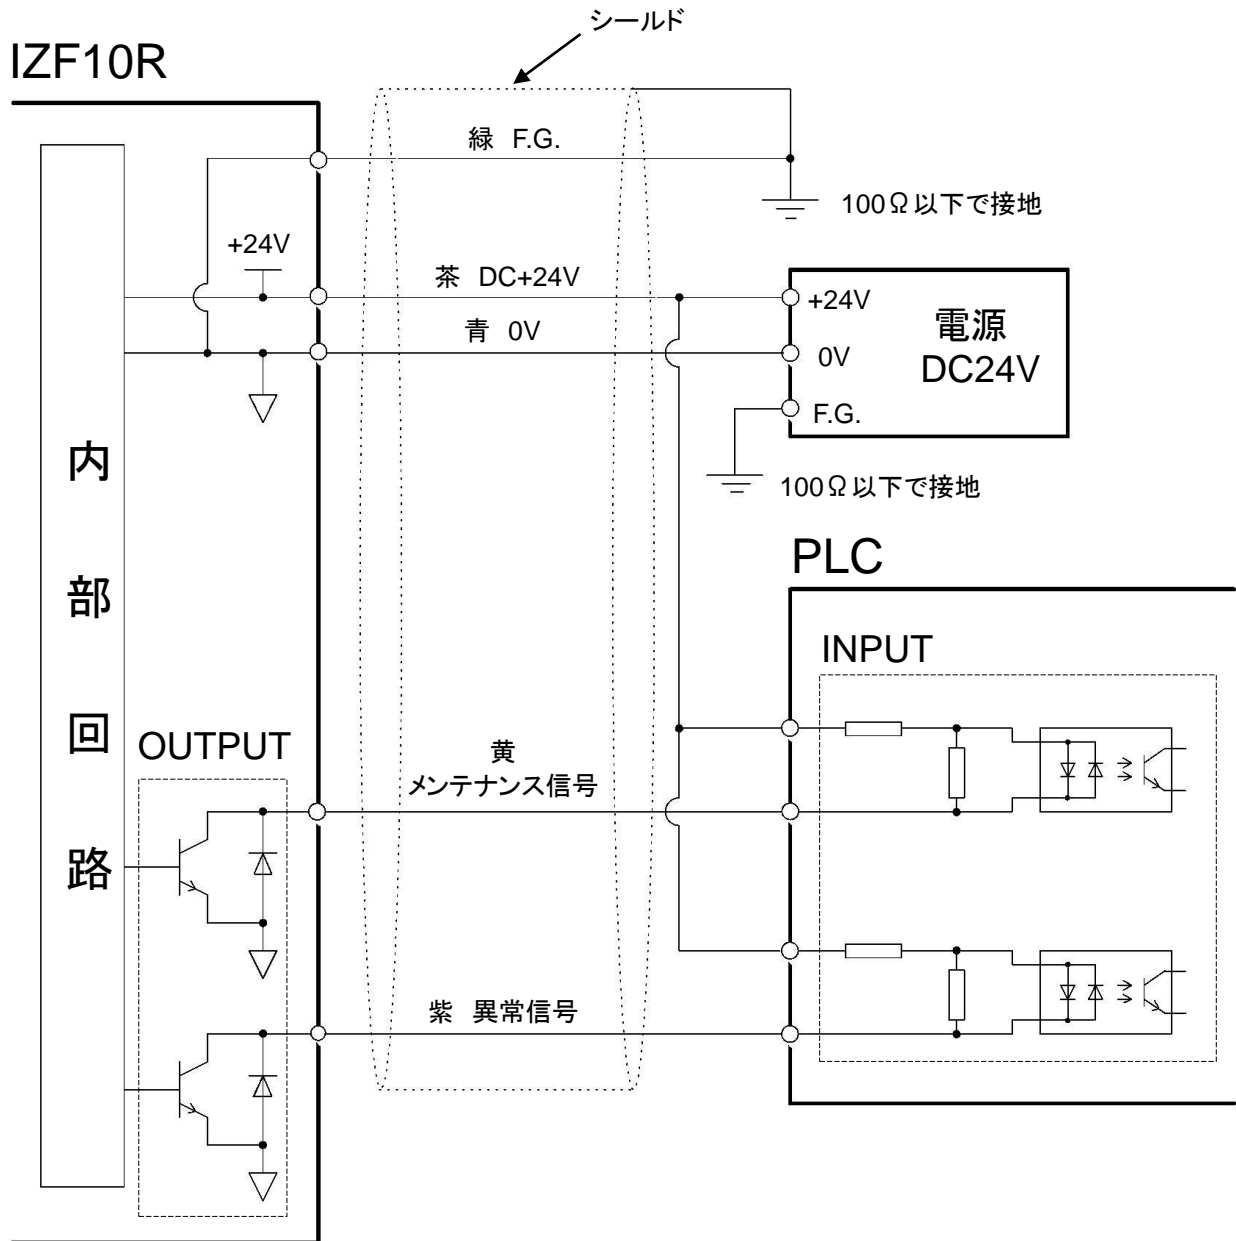 シールド
IZF10R
緑 F.G.
100Ω以下で接地
+24V
茶 DC+24V
+24V
電源
DC24V
青 0V
0V
F.G.
100Ω以下で接地
内部回路
PLC
INPUT
OUTPUT
黄
メンテナンス信号
紫 異常信号